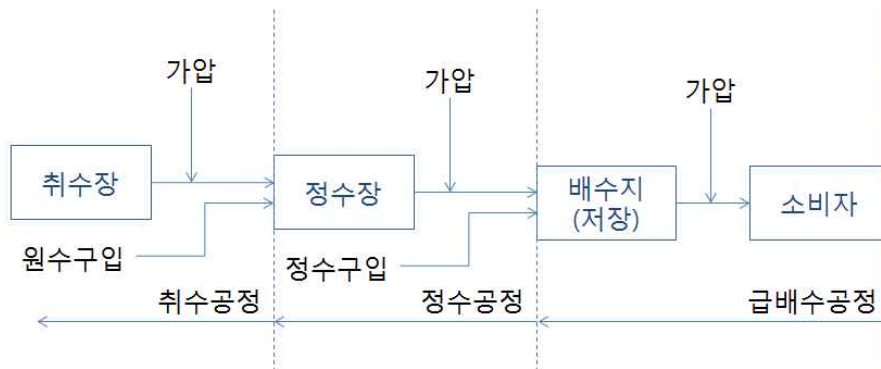 가압
가압
가압
취수장
정수장
배수지
(저장)
소비자
원수구입
정수구입
취수공정
정수공정
급배수공정